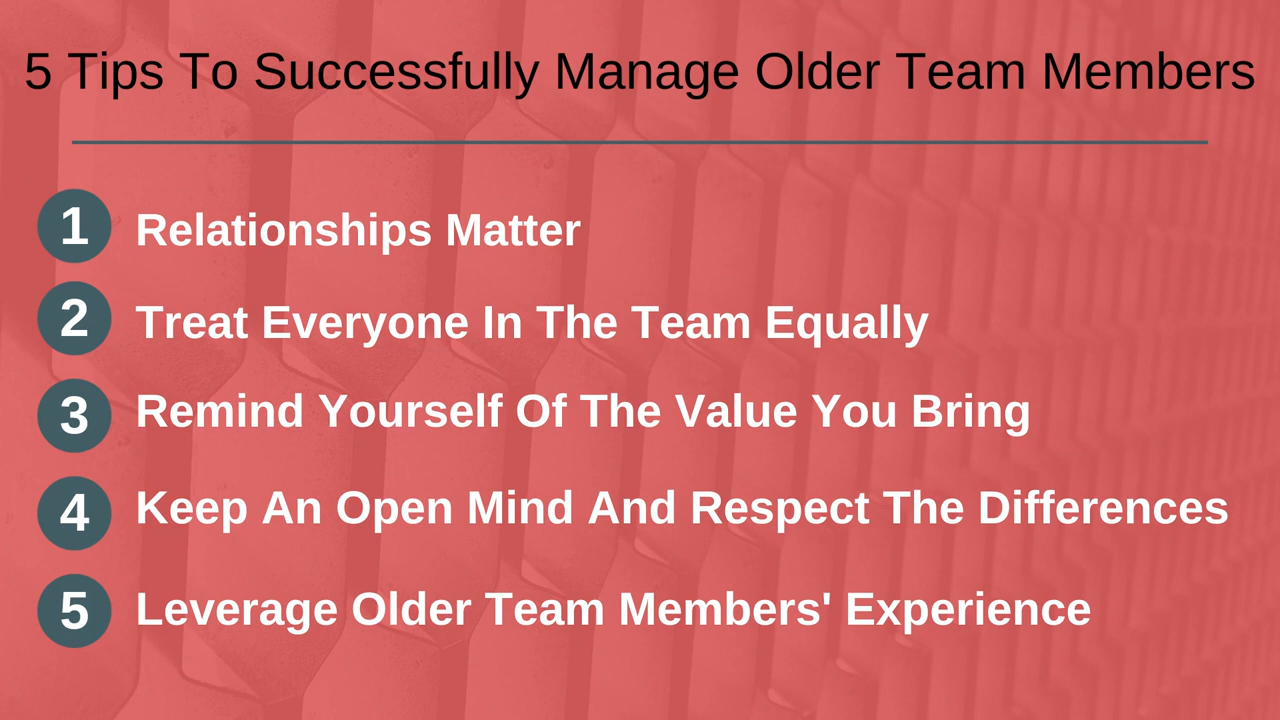 5 Tips To Successfully Manage Older Team Members
1 Relationships Matter
2 Treat Everyone In The Team Equally
3 Remind Yourself Of The Value You Bring
4 Keep An Open Mind And Respect The Differences
5 Leverage Older Team Members' Experience